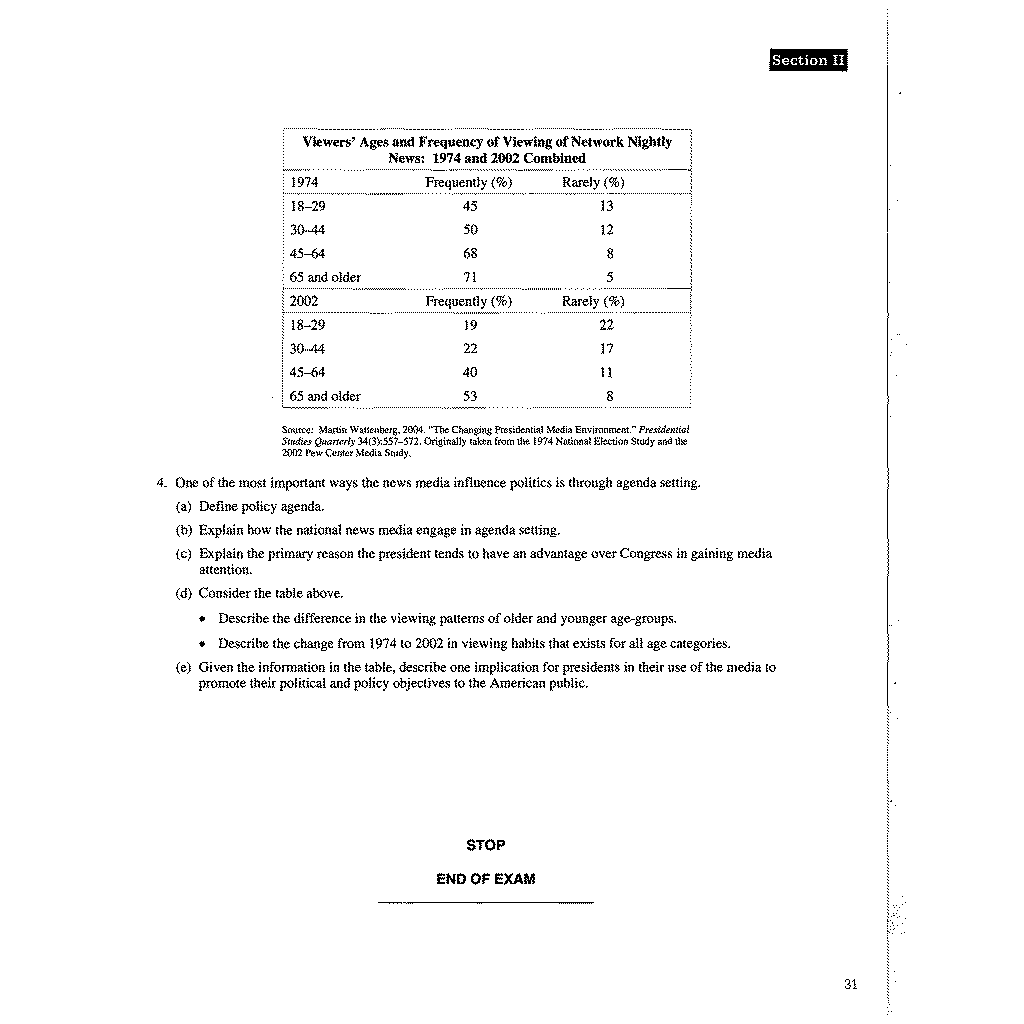 Section II
Viewers' Ages and Frequency of Viewing of Network Nightly
News: 1974 and 2002 Combined
1974 Frequently (%) Rarely (%)
18–29 45 13
30–44 50 12
45–64 68 8
65 and older 71 5
2002 Frequently (%) Rarely (%)
18–29 19 22
30–44 22 17
45–64 40 11
65 and older 53 8
Source: Martin Wattenberg, 2004. "The Changing Presidential Media Environment." Presidential
Studies Quarterly 34(3):557–572. Originally taken from the 1974 National Election Study and the
2002 Pew Center Media Study.
4. One of the most important ways the news media influence politics is through agenda setting.
(a) Define policy agenda.
(b) Explain how the national news media engage in agenda setting.
(c) Explain the primary reason the president tends to have an advantage over Congress in gaining media
attention.
(d) Consider the table above.
• Describe the difference in the viewing patterns of older and younger age-groups.
• Describe the change from 1974 to 2002 in viewing habits that exists for all age categories.
(e) Given the information in the table, describe one implication for presidents in their use of the media to
promote their political and policy objectives to the American public.
STOP
END OF EXAM
31